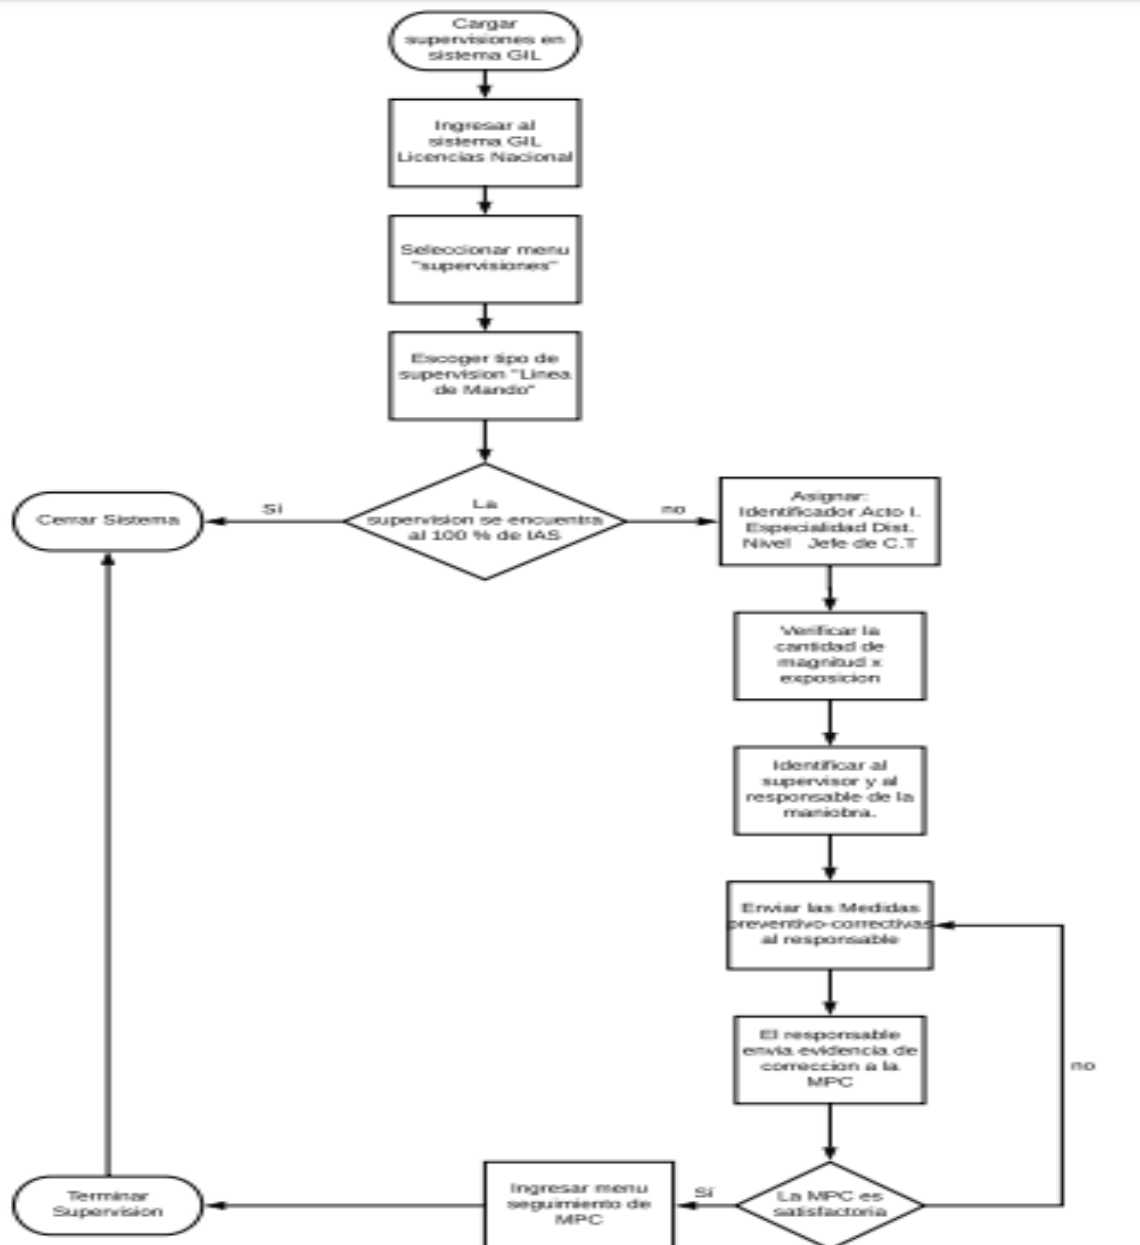 Cargar
supervisiones en
sistema GIL
Ingresar al
sistema GIL
Licencias Nacional
Seleccionar menu
"supervisiones"
Escoger tipo de
supervision "Linea
de Mando"
La
supervision se encuentra
al 100 % de IAS
Sí
Cerrar Sistema
no
Asignar:
Identificador Acto I.
Especialidad Dist.
Nivel Jefe de C.T
Verificar la
cantidad de
magnitud x
exposicion
Identificar al
supervisor y al
responsable de la
maniobra.
Enviar las Medidas
preventivo-correctivas
al responsable
El responsable
envia evidencia de
correccion a la
MPC
no
La MPC es
satisfactoria
Sí
Ingresar menu
seguimiento de
MPC
Terminar
Supervision